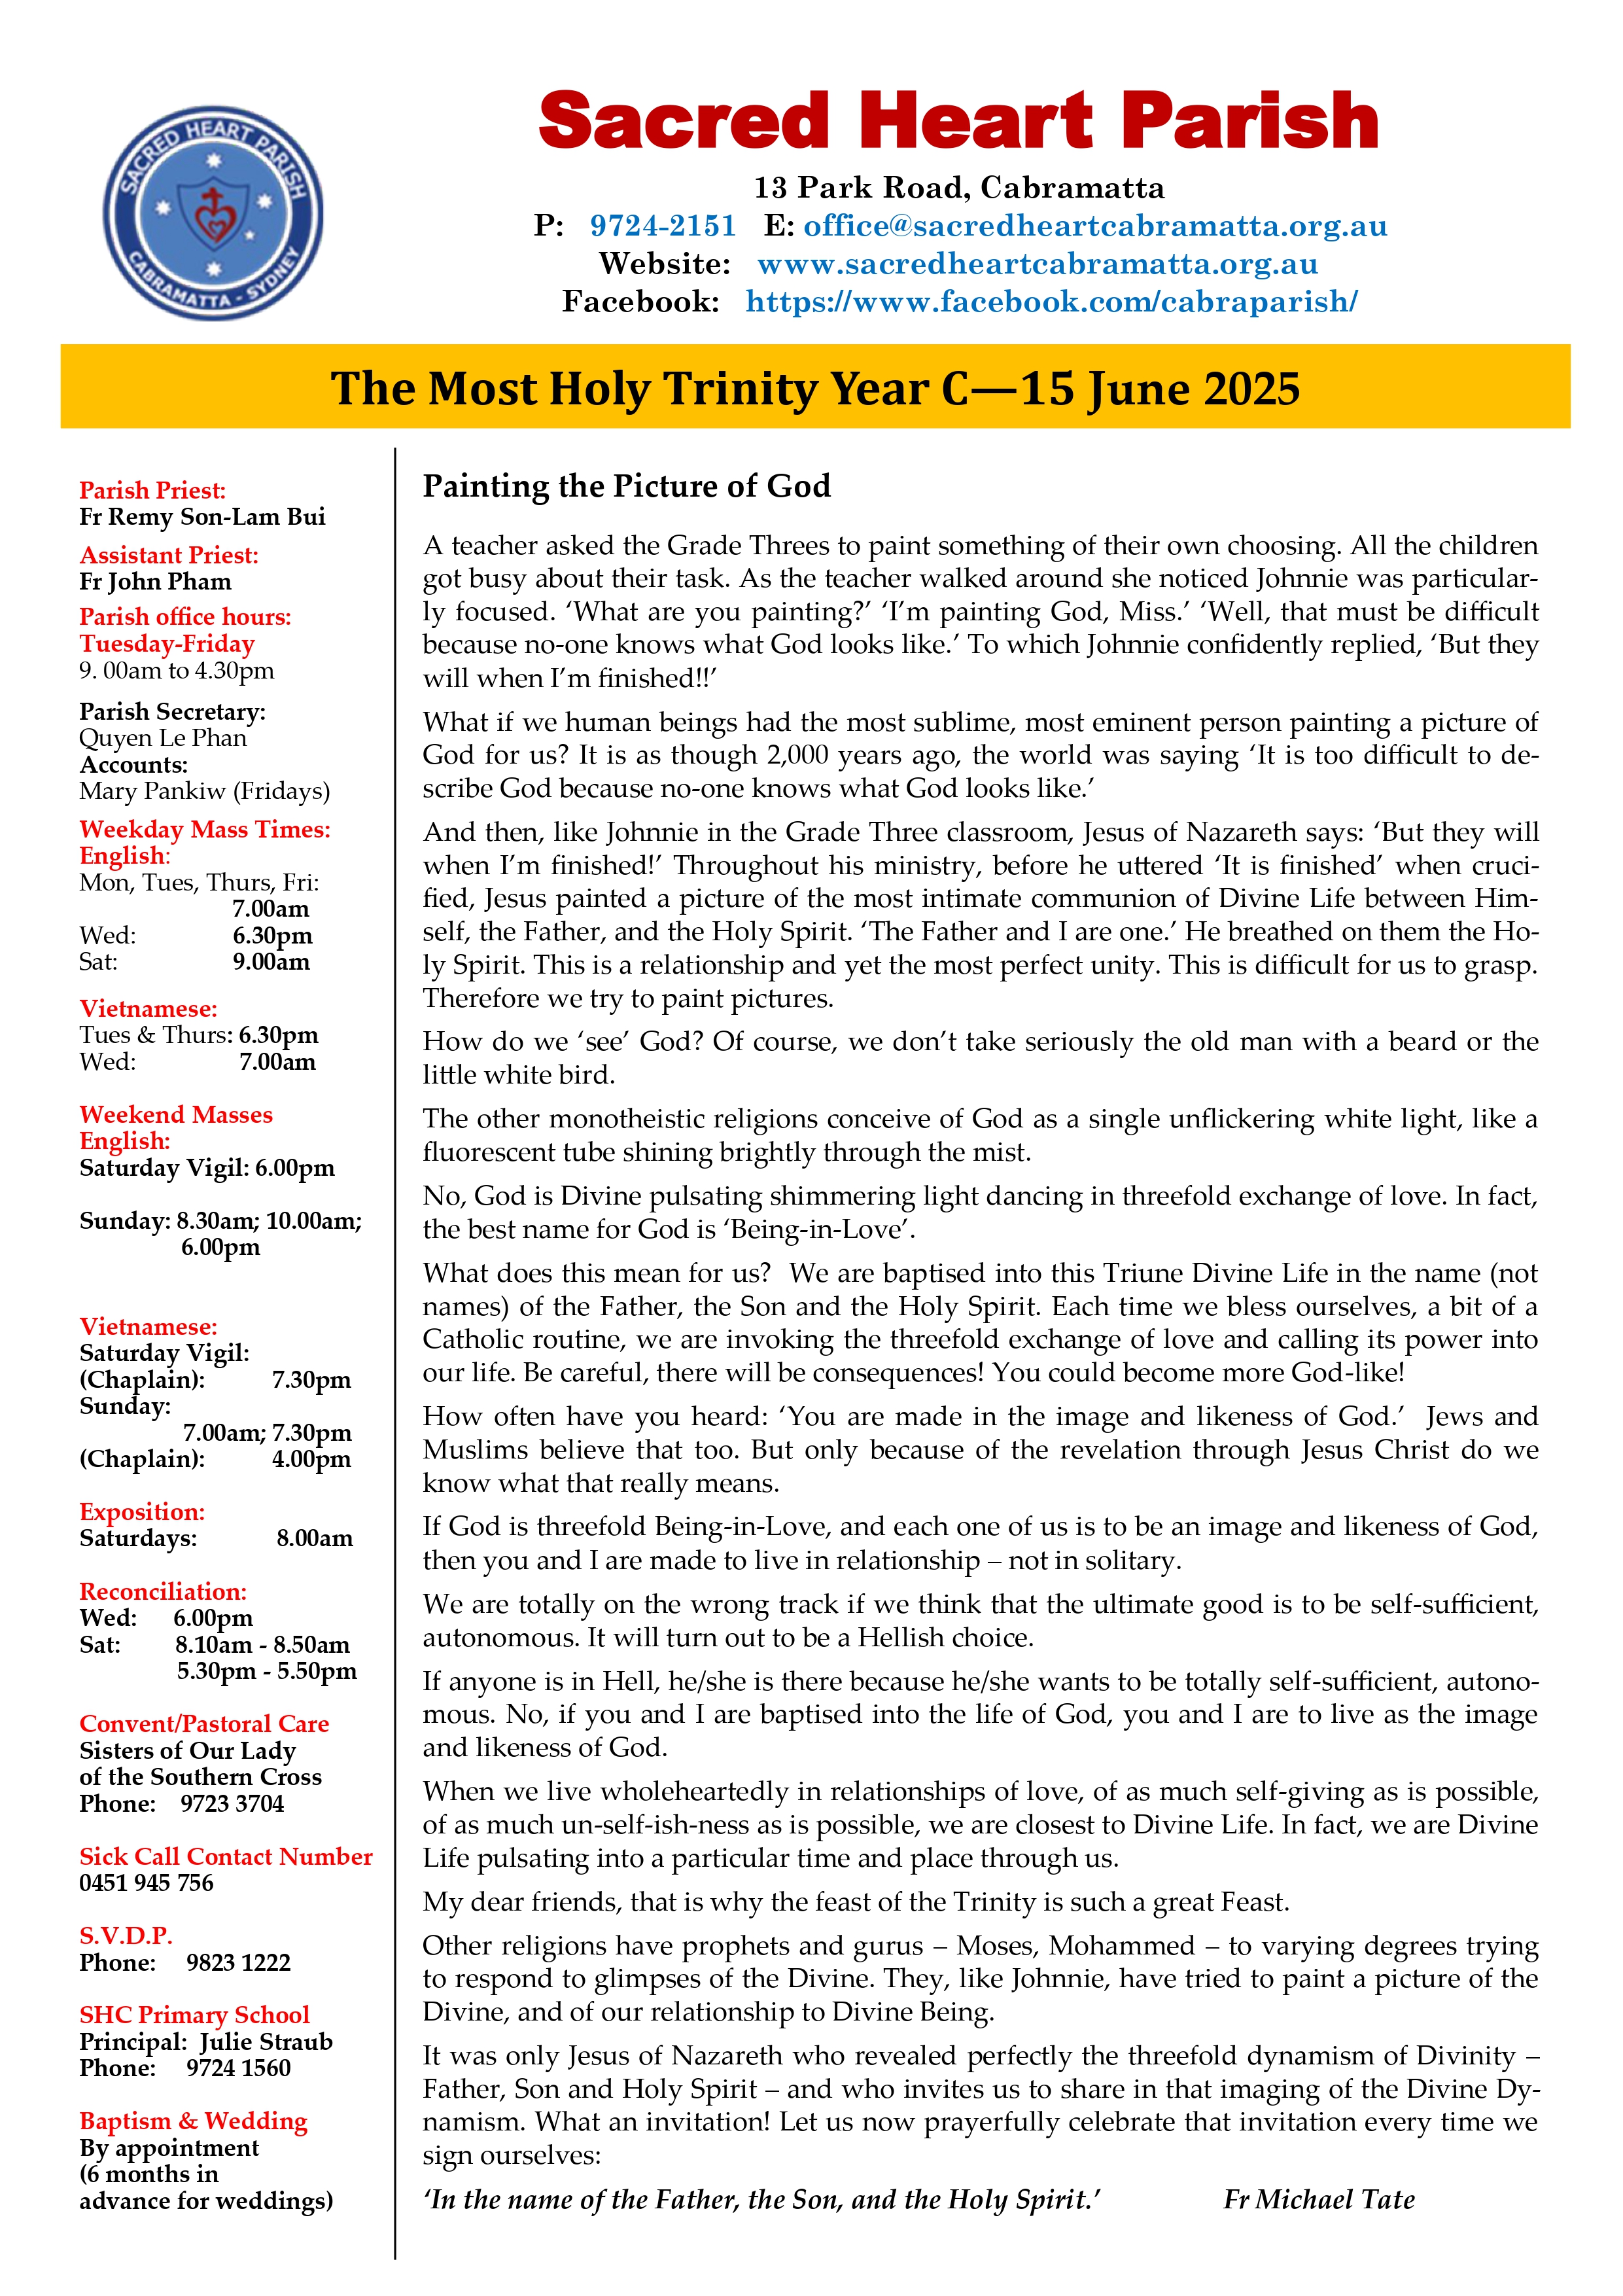 SACRED HEART PARISH
CABRAMATTA - SYDNEY
Sacred Heart Parish
13 Park Road, Cabramatta
P: 9724-2151 E: office@sacredheartcabramatta.org.au
Website: www.sacredheartcabramatta.org.au
Facebook: https://www.facebook.com/cabraparish/
The Most Holy Trinity Year C—15 June 2025
Parish Priest:
Fr Remy Son-Lam Bui
Assistant Priest:
Fr John Pham
Parish office hours:
Tuesday-Friday
9. 00am to 4.30pm
Parish Secretary:
Quyen Le Phan
Accounts:
Mary Pankiw (Fridays)
Weekday Mass Times:
English:
Mon, Tues, Thurs, Fri:
7.00am
Wed: 6.30pm
Sat: 9.00am
Vietnamese:
Tues & Thurs: 6.30pm
Wed: 7.00am
Weekend Masses
English:
Saturday Vigil: 6.00pm
Sunday: 8.30am; 10.00am;
6.00pm
Vietnamese:
Saturday Vigil:
(Chaplain): 7.30pm
Sunday:
7.00am; 7.30pm
(Chaplain): 4.00pm
Exposition:
Saturdays: 8.00am
Reconciliation:
Wed: 6.00pm
Sat: 8.10am - 8.50am
5.30pm - 5.50pm
Convent/Pastoral Care
Sisters of Our Lady
of the Southern Cross
Phone: 9723 3704
Sick Call Contact Number
0451 945 756
S.V.D.P.
Phone: 9823 1222
SHC Primary School
Principal: Julie Straub
Phone: 9724 1560
Baptism & Wedding
By appointment
(6 months in
advance for weddings)
Painting the Picture of God
A teacher asked the Grade Threes to paint something of their own choosing. All the children
got busy about their task. As the teacher walked around she noticed Johnnie was particular-
ly focused. ‘What are you painting?’ ‘I’m painting God, Miss.’ ‘Well, that must be difficult
because no-one knows what God looks like.’ To which Johnnie confidently replied, ‘But they
will when I’m finished!!’
What if we human beings had the most sublime, most eminent person painting a picture of
God for us? It is as though 2,000 years ago, the world was saying ‘It is too difficult to de-
scribe God because no-one knows what God looks like.’
And then, like Johnnie in the Grade Three classroom, Jesus of Nazareth says: ‘But they will
when I’m finished!’ Throughout his ministry, before he uttered ‘It is finished’ when cruci-
fied, Jesus painted a picture of the most intimate communion of Divine Life between Him-
self, the Father, and the Holy Spirit. ‘The Father and I are one.’ He breathed on them the Ho-
ly Spirit. This is a relationship and yet the most perfect unity. This is difficult for us to grasp.
Therefore we try to paint pictures.
How do we ‘see’ God? Of course, we don’t take seriously the old man with a beard or the
little white bird.
The other monotheistic religions conceive of God as a single unflickering white light, like a
fluorescent tube shining brightly through the mist.
No, God is Divine pulsating shimmering light dancing in threefold exchange of love. In fact,
the best name for God is ‘Being-in-Love’.
What does this mean for us? We are baptised into this Triune Divine Life in the name (not
names) of the Father, the Son and the Holy Spirit. Each time we bless ourselves, a bit of a
Catholic routine, we are invoking the threefold exchange of love and calling its power into
our life. Be careful, there will be consequences! You could become more God-like!
How often have you heard: ‘You are made in the image and likeness of God.’ Jews and
Muslims believe that too. But only because of the revelation through Jesus Christ do we
know what that really means.
If God is threefold Being-in-Love, and each one of us is to be an image and likeness of God,
then you and I are made to live in relationship – not in solitary.
We are totally on the wrong track if we think that the ultimate good is to be self-sufficient,
autonomous. It will turn out to be a Hellish choice.
If anyone is in Hell, he/she is there because he/she wants to be totally self-sufficient, autono-
mous. No, if you and I are baptised into the life of God, you and I are to live as the image
and likeness of God.
When we live wholeheartedly in relationships of love, of as much self-giving as is possible,
of as much un-self-ish-ness as is possible, we are closest to Divine Life. In fact, we are Divine
Life pulsating into a particular time and place through us.
My dear friends, that is why the feast of the Trinity is such a great Feast.
Other religions have prophets and gurus – Moses, Mohammed – to varying degrees trying
to respond to glimpses of the Divine. They, like Johnnie, have tried to paint a picture of the
Divine, and of our relationship to Divine Being.
It was only Jesus of Nazareth who revealed perfectly the threefold dynamism of Divinity –
Father, Son and Holy Spirit – and who invites us to share in that imaging of the Divine Dy-
namism. What an invitation! Let us now prayerfully celebrate that invitation every time we
sign ourselves:
‘In the name of the Father, the Son, and the Holy Spirit.’ Fr Michael Tate